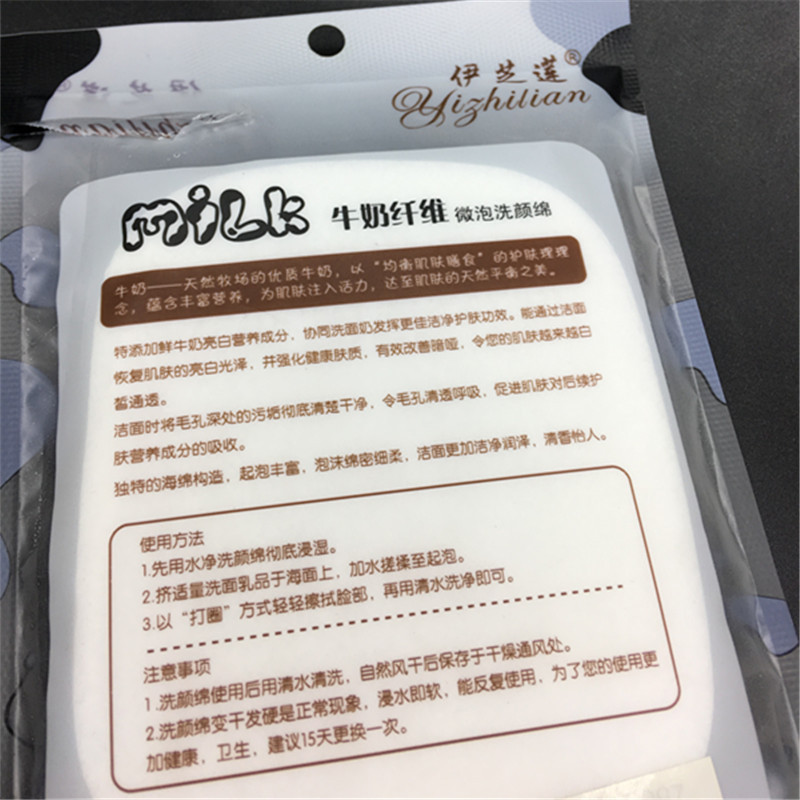 伊芝莲®
Yizhilian
MiLK 牛奶纤维 微泡洗颜绵
牛奶——天然牧场的优质牛奶，以“均衡肌肤膳食”的护肤理理
念，蕴含丰富营养，为肌肤注入活力，达至肌肤的天然平衡之美。
特添加鲜牛奶亮白营养成分，协同洗面奶发挥更佳洁净护肤功效。能通过洁面
恢复肌肤的亮白光泽，并强化健康肤质，有效改善暗哑，令您的肌肤越来越白
皙通透。
洁面时将毛孔深处的污垢彻底清楚干净，令毛孔清透呼吸，促进肌肤对后续护
肤营养成分的吸收。
独特的海绵构造，起泡丰富，泡沫绵密细柔，洁面更加洁净润泽，清香怡人。
使用方法
1.先用水净洗颜绵彻底浸湿。
2.挤适量洗面乳品于海面上，加水搓揉至起泡。
3.以“打圈”方式轻轻擦拭脸部，再用清水洗净即可。
注意事项
1.洗颜绵使用后用清水清洗，自然风干后保存于干燥通风处。
2.洗颜绵变干发硬是正常现象，浸水即软，能反复使用，为了您的使用更
加健康，卫生，建议15天更换一次。